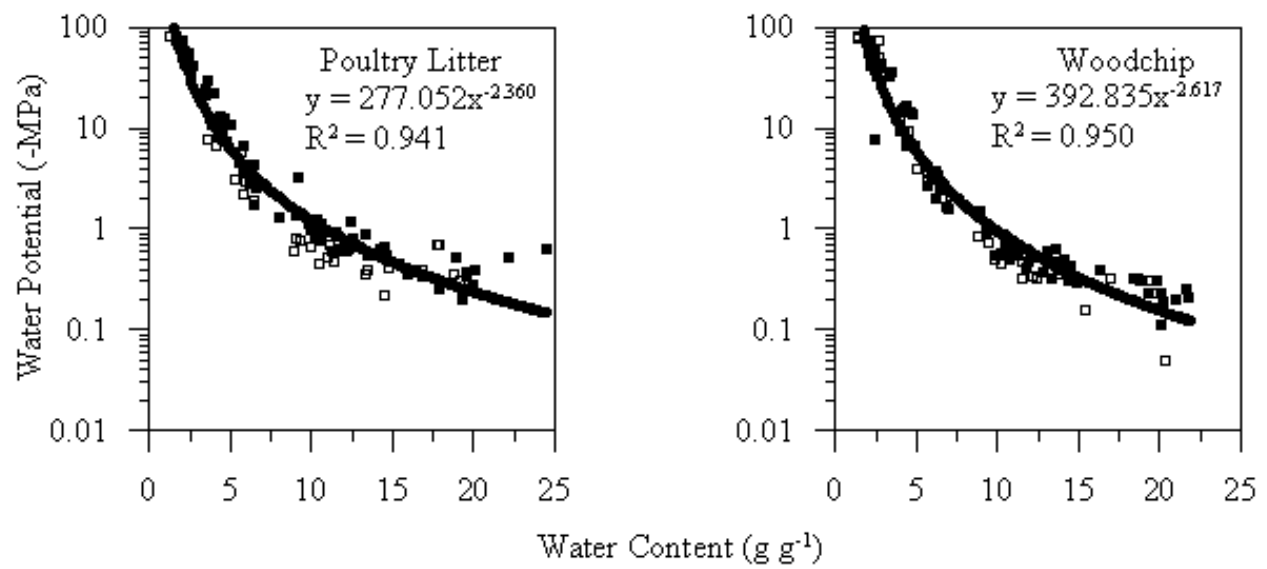 Water Potential (-MPa)
100
10
1
0.1
0.01
0 5 10 15 20 25
Poultry Litter
y = 277.052x^-2.360
R² = 0.941
100
10
1
0.1
0.01
0 5 10 15 20 25
Woodchip
y = 392.835x^-2.617
R² = 0.950
Water Content (g g⁻¹)